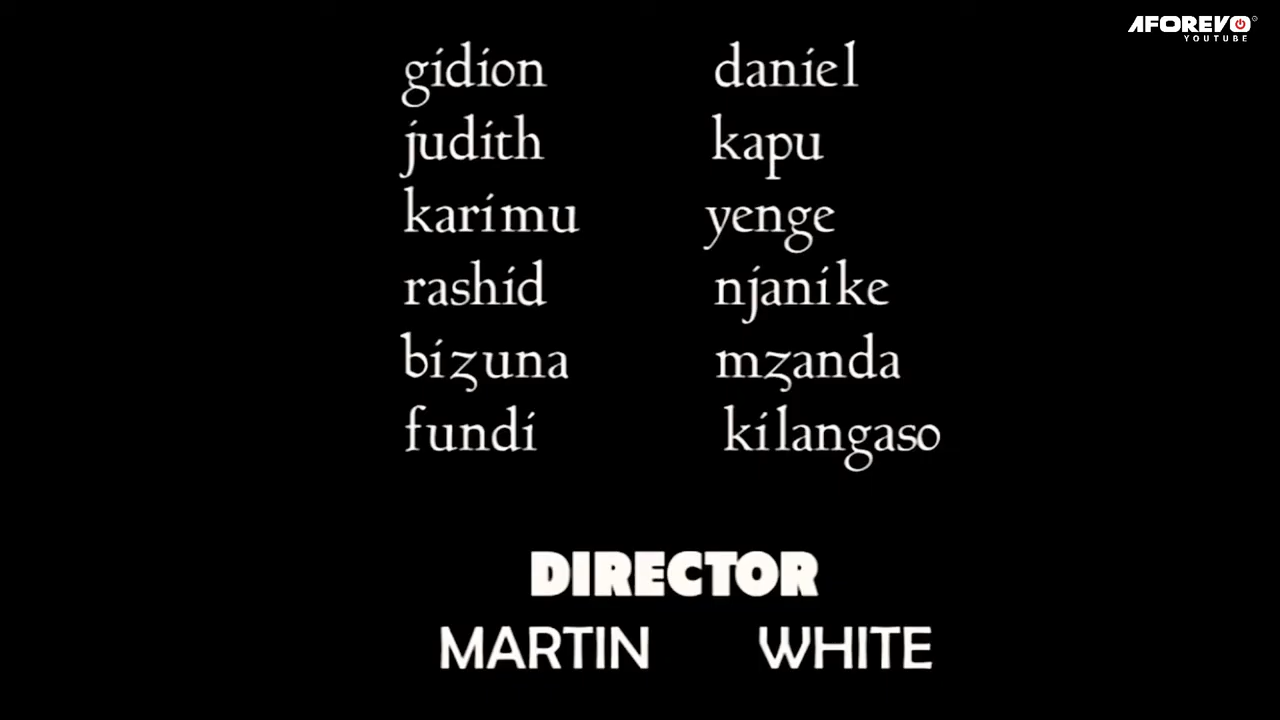 AFOREVO
YOUTUBE
gidion daniel
judith kapu
karimu yenge
rashid njanike
bizuna mzanda
fundi kilangaso
DIRECTOR
MARTIN WHITE